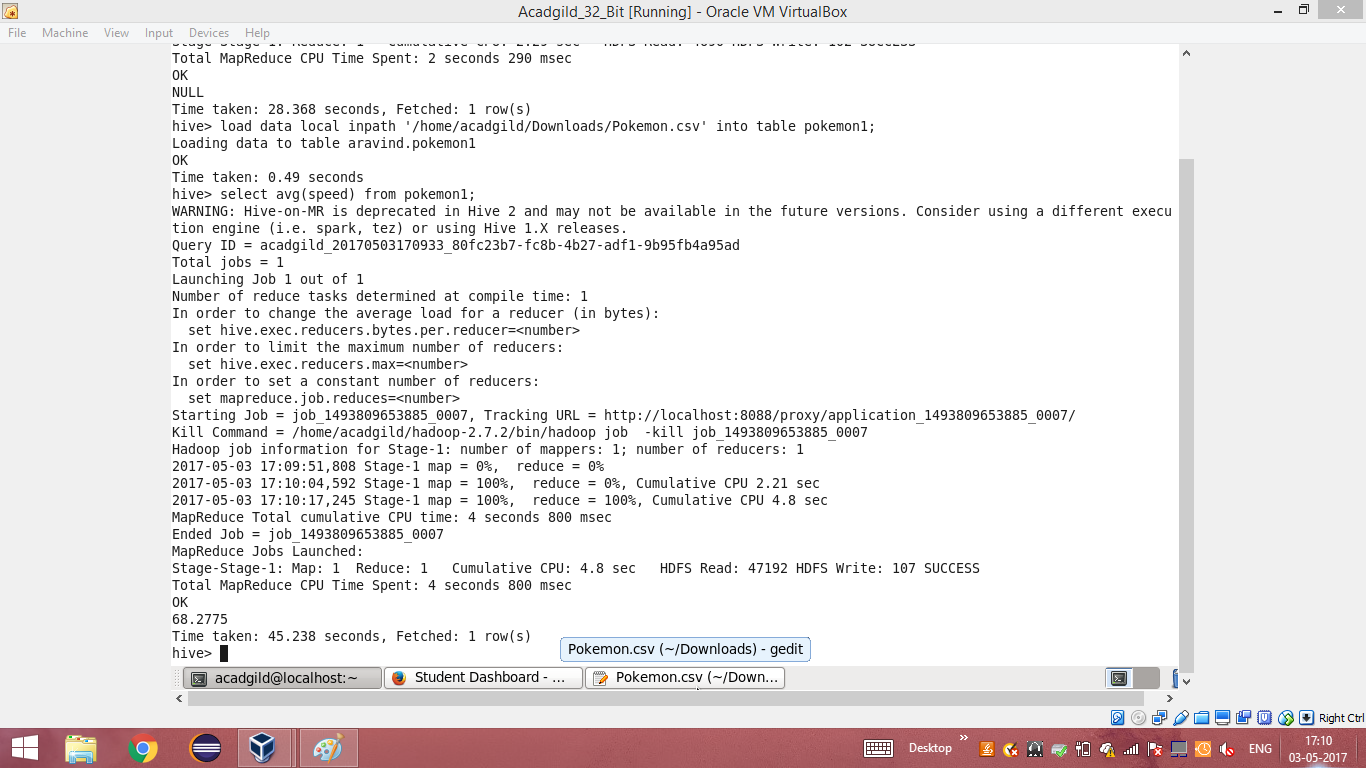 Acadgild_32_Bit [Running] - Oracle VM VirtualBox
File Machine View Input Devices Help
Stage-Stage-1: Reduce: 1   Cumulative CPU: 2.29 sec   HDFS Read: 4690 HDFS Write: 102 SUCCESS
Total MapReduce CPU Time Spent: 2 seconds 290 msec
OK
NULL
Time taken: 28.368 seconds, Fetched: 1 row(s)
hive> load data local inpath '/home/acadgild/Downloads/Pokemon.csv' into table pokemon1;
Loading data to table aravind.pokemon1
OK
Time taken: 0.49 seconds
hive> select avg(speed) from pokemon1;
WARNING: Hive-on-MR is deprecated in Hive 2 and may not be available in the future versions. Consider using a different execu
tion engine (i.e. spark, tez) or using Hive 1.X releases.
Query ID = acadgild_20170503170933_80fc23b7-fc8b-4b27-adf1-9b95fb4a95ad
Total jobs = 1
Launching Job 1 out of 1
Number of reduce tasks determined at compile time: 1
In order to change the average load for a reducer (in bytes):
  set hive.exec.reducers.bytes.per.reducer=<number>
In order to limit the maximum number of reducers:
  set hive.exec.reducers.max=<number>
In order to set a constant number of reducers:
  set mapreduce.job.reduces=<number>
Starting Job = job_1493809653885_0007, Tracking URL = http://localhost:8088/proxy/application_1493809653885_0007/
Kill Command = /home/acadgild/hadoop-2.7.2/bin/hadoop job  -kill job_1493809653885_0007
Hadoop job information for Stage-1: number of mappers: 1; number of reducers: 1
2017-05-03 17:09:51,808 Stage-1 map = 0%,  reduce = 0%
2017-05-03 17:10:04,592 Stage-1 map = 100%,  reduce = 0%, Cumulative CPU 2.21 sec
2017-05-03 17:10:17,245 Stage-1 map = 100%,  reduce = 100%, Cumulative CPU 4.8 sec
MapReduce Total cumulative CPU time: 4 seconds 800 msec
Ended Job = job_1493809653885_0007
MapReduce Jobs Launched:
Stage-Stage-1: Map: 1  Reduce: 1   Cumulative CPU: 4.8 sec   HDFS Read: 47192 HDFS Write: 107 SUCCESS
Total MapReduce CPU Time Spent: 4 seconds 800 msec
OK
68.2775
Time taken: 45.238 seconds, Fetched: 1 row(s)
hive>
Pokemon.csv (~/Downloads) - gedit
acadgild@localhost:~
Student Dashboard - ...
Pokemon.csv (~/Down...
Right Ctrl
Desktop
ENG
17:10
03-05-2017